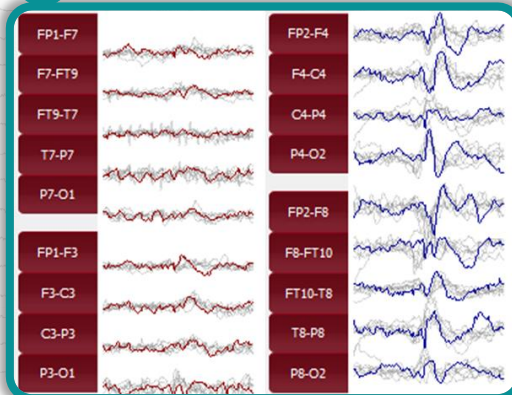 FP1-F7
F7-FT9
FT9-T7
T7-P7
P7-O1
FP1-F3
F3-C3
C3-P3
P3-O1
FP2-F4
F4-C4
C4-P4
P4-O2
FP2-F8
F8-FT10
FT10-T8
T8-P8
P8-O2